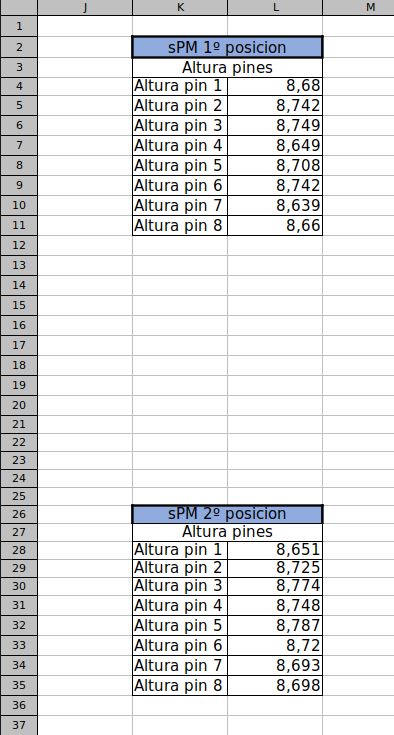 J K L M
1
2 sPM 1º posicion
3 Altura pines
4 Altura pin 1 8,68
5 Altura pin 2 8,742
6 Altura pin 3 8,749
7 Altura pin 4 8,649
8 Altura pin 5 8,708
9 Altura pin 6 8,742
10 Altura pin 7 8,639
11 Altura pin 8 8,66
12
13
14
15
16
17
18
19
20
21
22
23
24
25
26 sPM 2º posicion
27 Altura pines
28 Altura pin 1 8,651
29 Altura pin 2 8,725
30 Altura pin 3 8,774
31 Altura pin 4 8,748
32 Altura pin 5 8,787
33 Altura pin 6 8,72
34 Altura pin 7 8,693
35 Altura pin 8 8,698
36
37